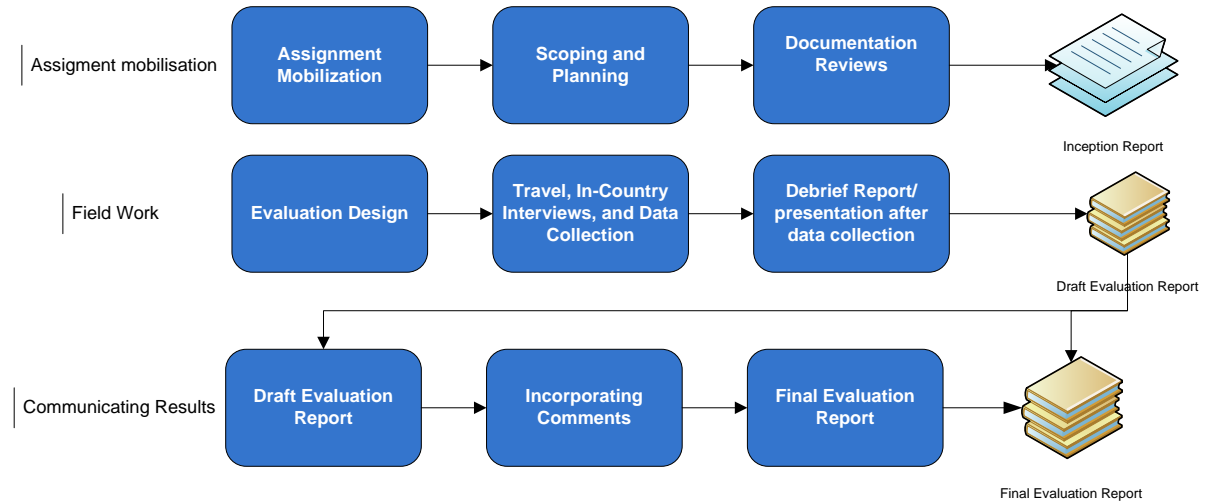 Assigment mobilisation
Assignment
Mobilization
Scoping and
Planning
Documentation
Reviews
Inception Report
Field Work
Evaluation Design
Travel, In-Country
Interviews, and Data
Collection
Debrief Report/
presentation after
data collection
Draft Evaluation Report
Communicating Results
Draft Evaluation
Report
Incorporating
Comments
Final Evaluation
Report
Final Evaluation Report